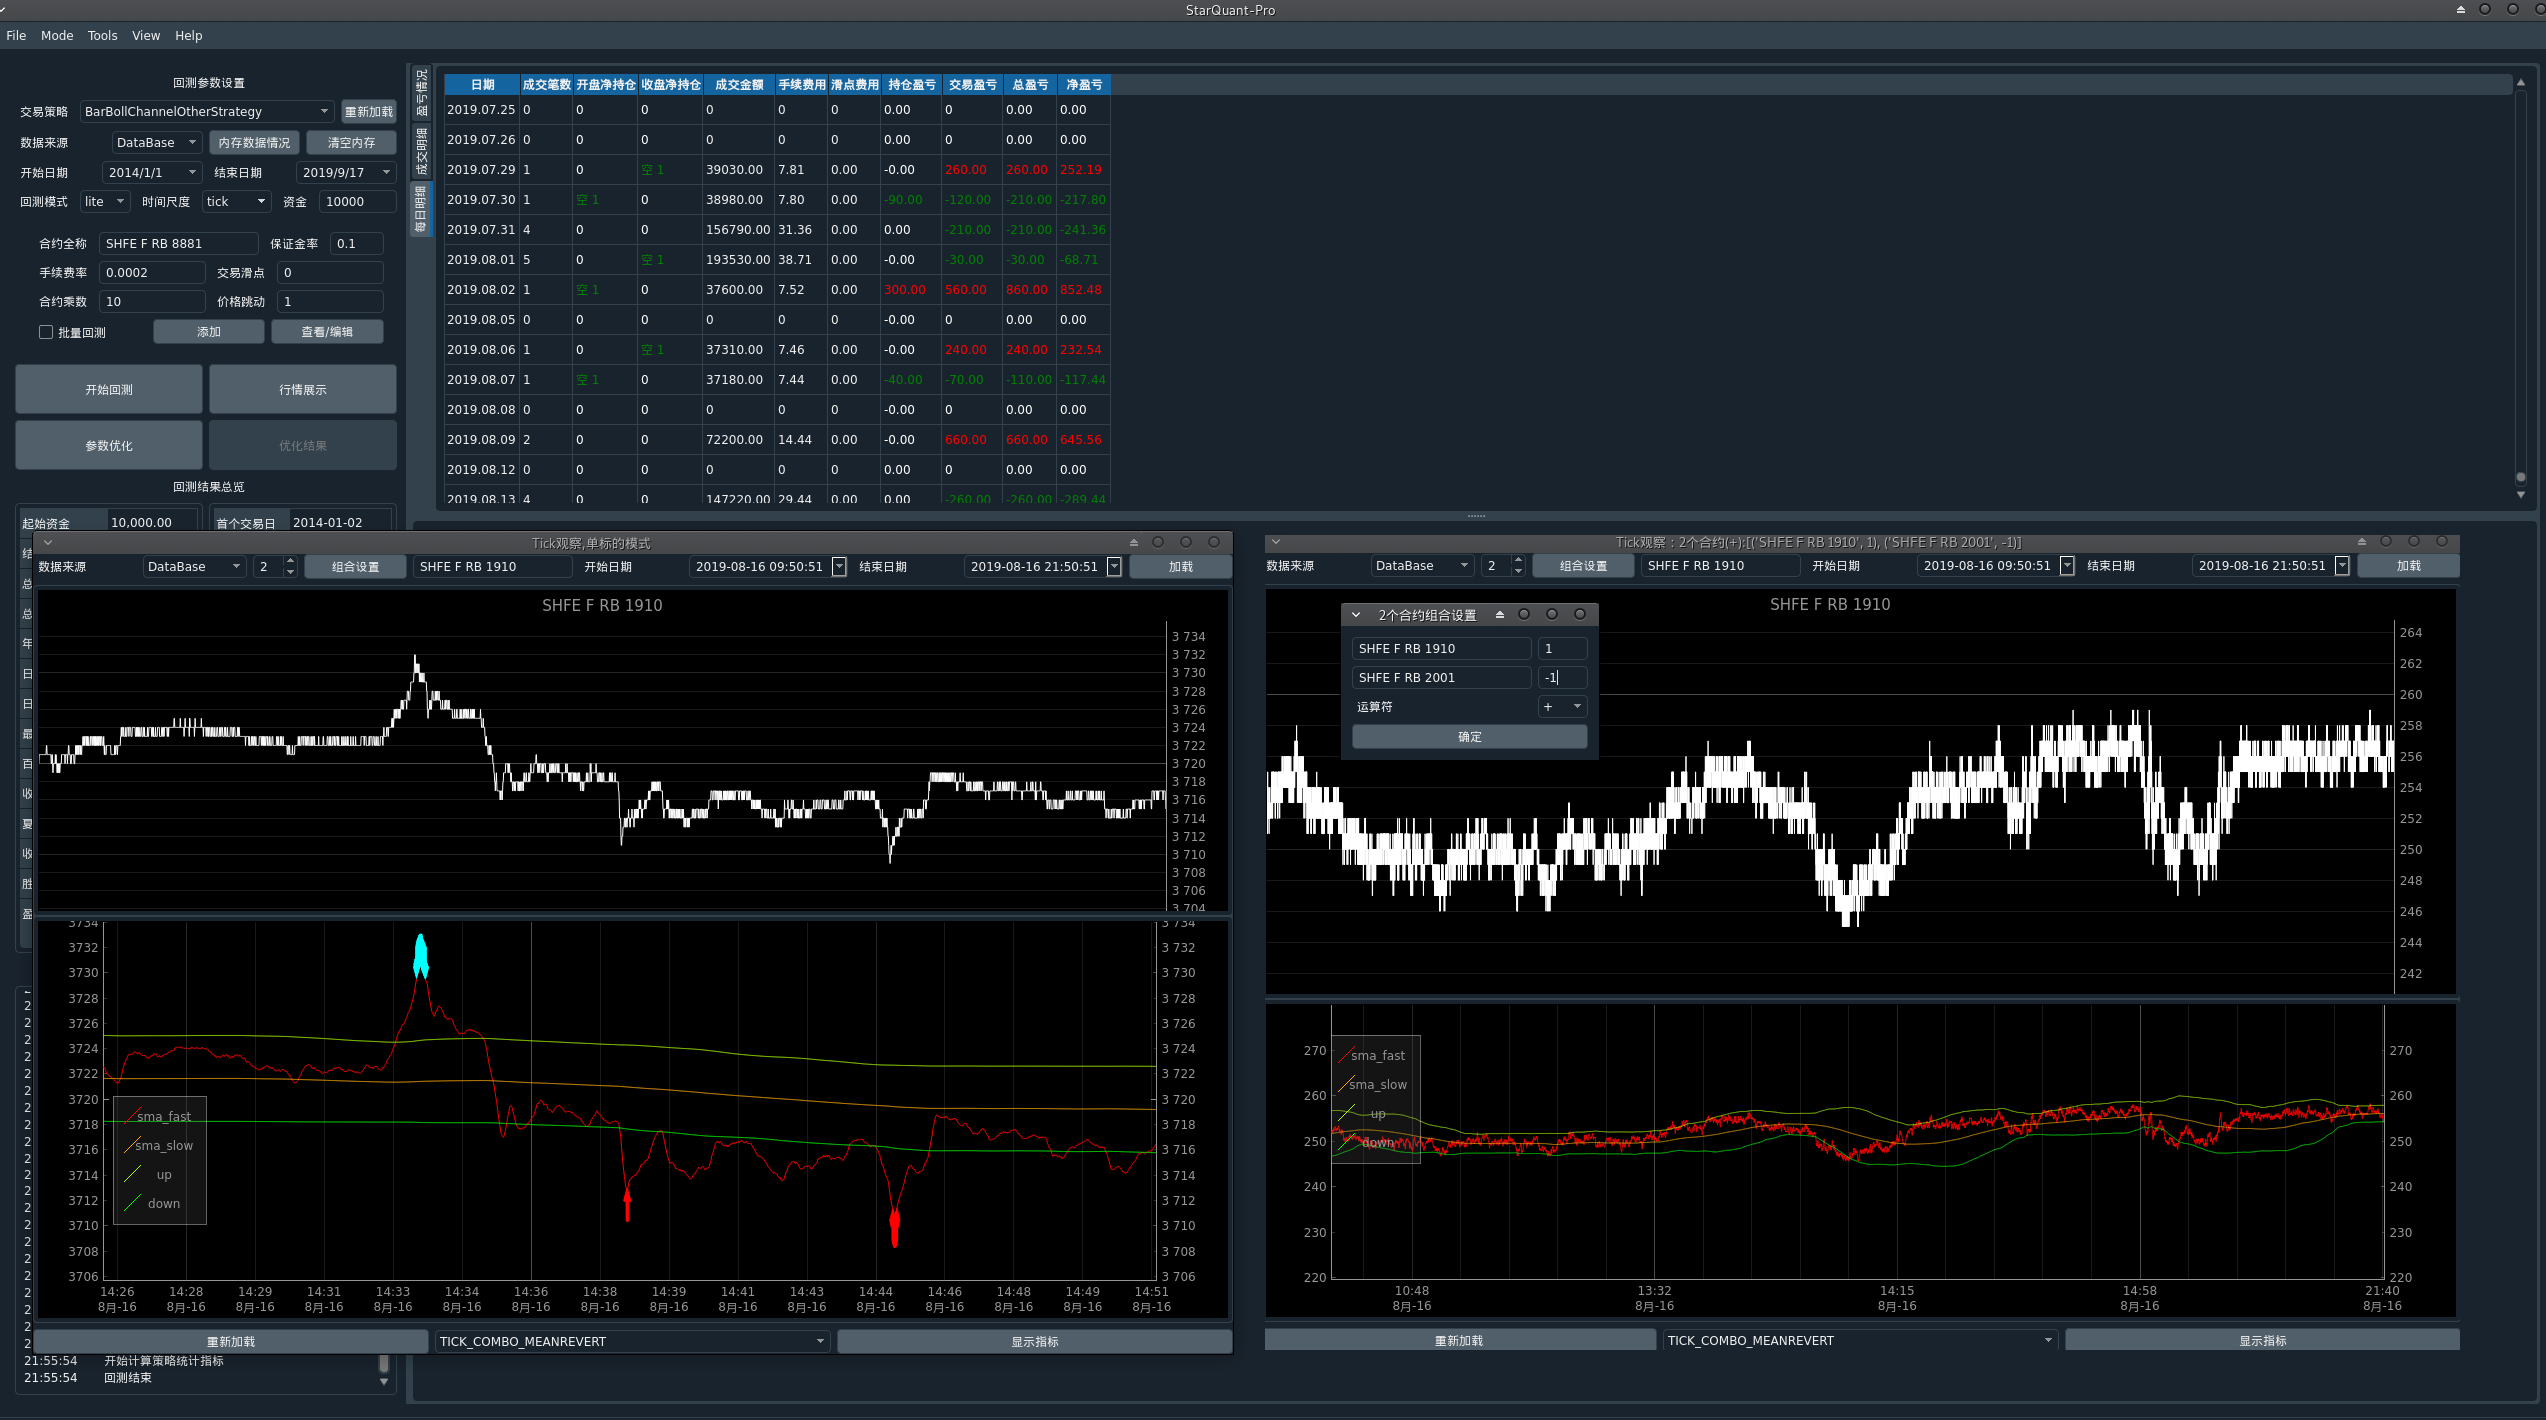 StarQuant-Pro
File Mode Tools View Help
回测参数设置
交易策略 BarBollChannelOtherStrategy 重新加载
数据来源 DataBase 内存数据情况 清空内存
开始日期 2014/1/1 结束日期 2019/9/17
回测模式 lite 时间尺度 tick 资金 10000
合约全称 SHFE F RB 8881 保证金率 0.1
手续费率 0.0002 交易滑点 0
合约乘数 10 价格跳动 1
批量回测 添加 查看/编辑
开始回测 行情展示
参数优化 优化结果
回测结果总览
起始资金 10,000.00 首个交易日 2014-01-02
盈亏情况
成交明细
每日明细
日期 成交笔数 开盘净持仓 收盘净持仓 成交金额 手续费用 滑点费用 持仓盈亏 交易盈亏 总盈亏 净盈亏
2019.07.25 0 0 0 0 0 0 0.00 0 0.00 0.00
2019.07.26 0 0 0 0 0 0 0.00 0 0.00 0.00
2019.07.29 1 0 空 1 39030.00 7.81 0.00 -0.00 260.00 260.00 252.19
2019.07.30 1 空 1 0 38980.00 7.80 0.00 -90.00 -120.00 -210.00 -217.80
2019.07.31 4 0 0 156790.00 31.36 0.00 0.00 -210.00 -210.00 -241.36
2019.08.01 5 0 空 1 193530.00 38.71 0.00 -0.00 -30.00 -30.00 -68.71
2019.08.02 1 空 1 0 37600.00 7.52 0.00 300.00 560.00 860.00 852.48
2019.08.05 0 0 0 0 0 0 -0.00 0 0.00 0.00
2019.08.06 1 0 空 1 37310.00 7.46 0.00 -0.00 240.00 240.00 232.54
2019.08.07 1 空 1 0 37180.00 7.44 0.00 -40.00 -70.00 -110.00 -117.44
2019.08.08 0 0 0 0 0 0 -0.00 0 0.00 0.00
2019.08.09 2 0 0 72200.00 14.44 0.00 -0.00 660.00 660.00 645.56
2019.08.12 0 0 0 0 0 0 0.00 0 0.00 0.00
2019.08.13 4 0 0 147220.00 29.44 0.00 0.00 -260.00 -260.00 -289.44
Tick观察,单标的模式
数据来源 DataBase 2 组合设置 SHFE F RB 1910 开始日期 2019-08-16 09:50:51 结束日期 2019-08-16 21:50:51 加载
SHFE F RB 1910
3 734
3 732
3 730
3 728
3 726
3 724
3 722
3 720
3 718
3 716
3 714
3 712
3 710
3 708
3 706
3 704
3734 3 734
3732 3 732
3730 3 730
3728 3 728
3726 3 726
3724 3 724
3722 3 722
3720 3 720
3718 3 718
3716 3 716
3714 3 714
3712 3 712
3710 3 710
3708 3 708
3706 3 706
sma_fast
sma_slow
up
down
14:26 14:28 14:29 14:31 14:33 14:34 14:36 14:38 14:39 14:41 14:43 14:44 14:46 14:48 14:49 14:51
8月-16 8月-16 8月-16 8月-16 8月-16 8月-16 8月-16 8月-16 8月-16 8月-16 8月-16 8月-16 8月-16 8月-16 8月-16 8月-16
重新加载 TICK_COMBO_MEANREVERT 显示指标
21:55:54 开始计算策略统计指标
21:55:54 回测结束
Tick观察：2个合约(+):[('SHFE F RB 1910', 1), ('SHFE F RB 2001', -1)]
数据来源 DataBase 2 组合设置 SHFE F RB 1910 开始日期 2019-08-16 09:50:51 结束日期 2019-08-16 21:50:51 加载
SHFE F RB 1910
2个合约组合设置
SHFE F RB 1910 1
SHFE F RB 2001 -1
运算符 +
确定
264
262
260
258
256
254
252
250
248
246
244
242
270 270
260 260
250 250
240 240
230 230
220 220
sma_fast
sma_slow
up
down
10:48 13:32 14:15 14:58 21:40
8月-16 8月-16 8月-16 8月-16 8月-16
重新加载 TICK_COMBO_MEANREVERT 显示指标